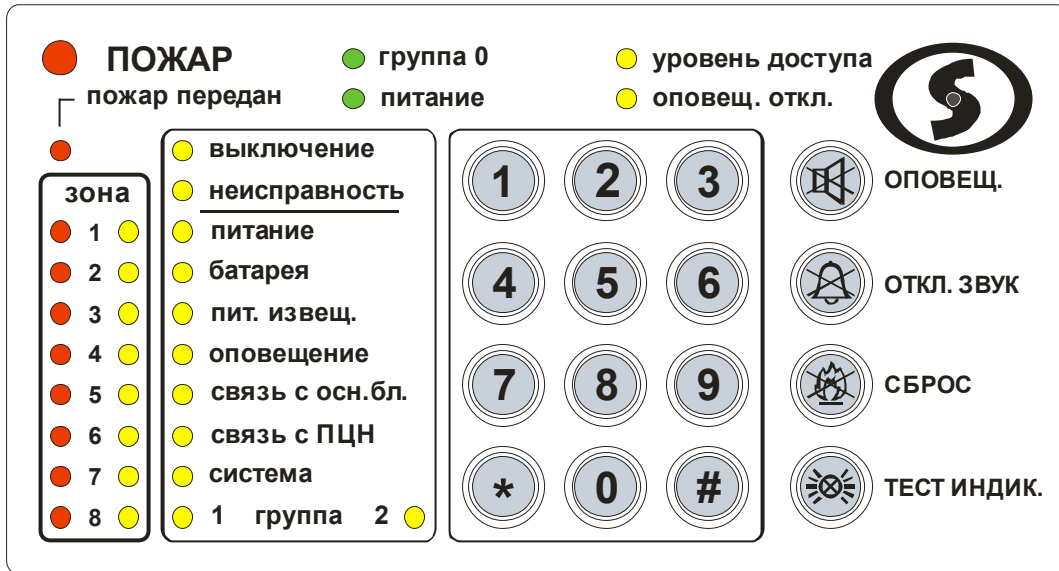 ПОЖАР
пожар передан
группа 0
питание
уровень доступа
оповещ. откл.
зона
1
2
3
4
5
6
7
8
выключение
неисправность
питание
батарея
пит. извещ.
оповещение
связь с осн.бл.
связь с ПЦН
система
1 группа 2
1 2 3
4 5 6
7 8 9
* 0 #
ОПОВЕЩ.
ОТКЛ. ЗВУК
СБРОС
ТЕСТ ИНДИК.